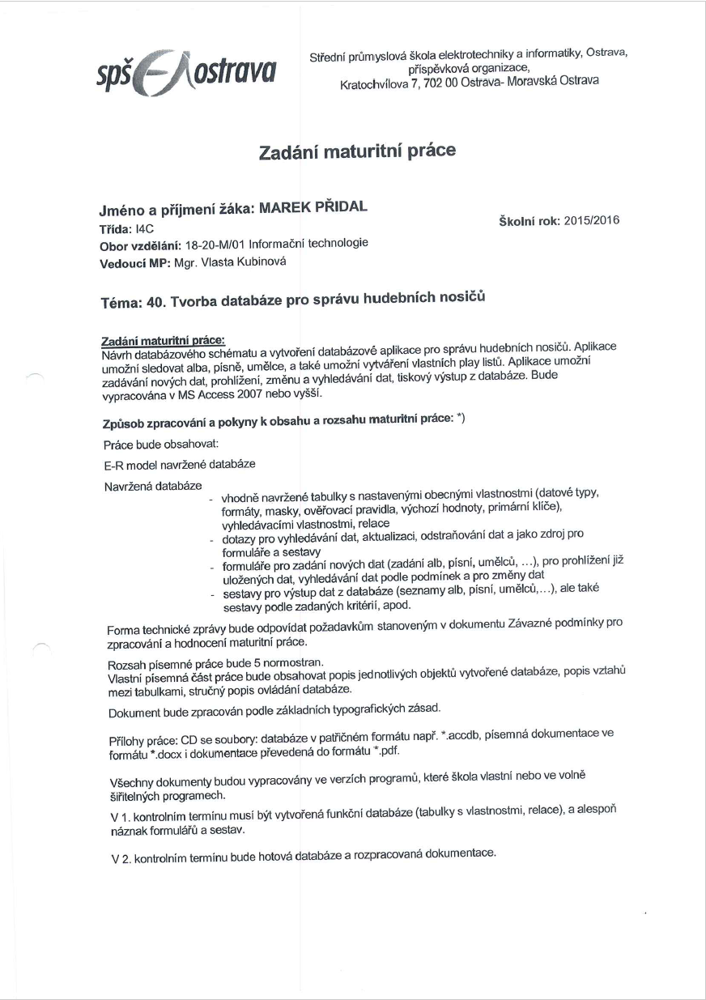 spš ostrava
Střední průmyslová škola elektrotechniky a informatiky, Ostrava,
příspěvková organizace,
Kratochvílova 7, 702 00 Ostrava- Moravská Ostrava
Zadání maturitní práce
Jméno a příjmení žáka: MAREK PŘIDAL
Třída: I4C
Školní rok: 2015/2016
Obor vzdělání: 18-20-M/01 Informační technologie
Vedoucí MP: Mgr. Vlasta Kubinová
Téma: 40. Tvorba databáze pro správu hudebních nosičů
Zadání maturitní práce:
Návrh databázového schématu a vytvoření databázové aplikace pro správu hudebních nosičů. Aplikace
umožní sledovat alba, písně, umělce, a také umožní vytváření vlastních play listů. Aplikace umožní
zadávání nových dat, prohlížení, změnu a vyhledávání dat, tiskový výstup z databáze. Bude
vypracována v MS Access 2007 nebo vyšší.
Způsob zpracování a pokyny k obsahu a rozsahu maturitní práce: *)
Práce bude obsahovat:
E-R model navržené databáze
Navržená databáze
- vhodně navržené tabulky s nastavenými obecnými vlastnostmi (datové typy,
formáty, masky, ověřovací pravidla, výchozí hodnoty, primární klíče),
vyhledávacími vlastnostmi, relace
- dotazy pro vyhledávání dat, aktualizaci, odstraňování dat a jako zdroj pro
formuláře a sestavy
- formuláře pro zadání nových dat (zadání alb, písní, umělců, …), pro prohlížení již
uložených dat, vyhledávání dat podle podmínek a pro změny dat
- sestavy pro výstup dat z databáze (seznamy alb, písní, umělců,…), ale také
sestavy podle zadaných kritérií, apod.
Forma technické zprávy bude odpovídat požadavkům stanoveným v dokumentu Závazné podmínky pro
zpracování a hodnocení maturitní práce.
Rozsah písemné práce bude 5 normostran.
Vlastní písemná část práce bude obsahovat popis jednotlivých objektů vytvořené databáze, popis vztahů
mezi tabulkami, stručný popis ovládání databáze.
Dokument bude zpracován podle základních typografických zásad.
Přílohy práce: CD se soubory: databáze v patřičném formátu např. *.accdb, písemná dokumentace ve
formátu *.docx i dokumentace převedená do formátu *.pdf.
Všechny dokumenty budou vypracovány ve verzích programů, které škola vlastní nebo ve volně
šiřitelných programech.
V 1. kontrolním termínu musí být vytvořená funkční databáze (tabulky s vlastnostmi, relace), a alespoň
náznak formulářů a sestav.
V 2. kontrolním termínu bude hotová databáze a rozpracovaná dokumentace.